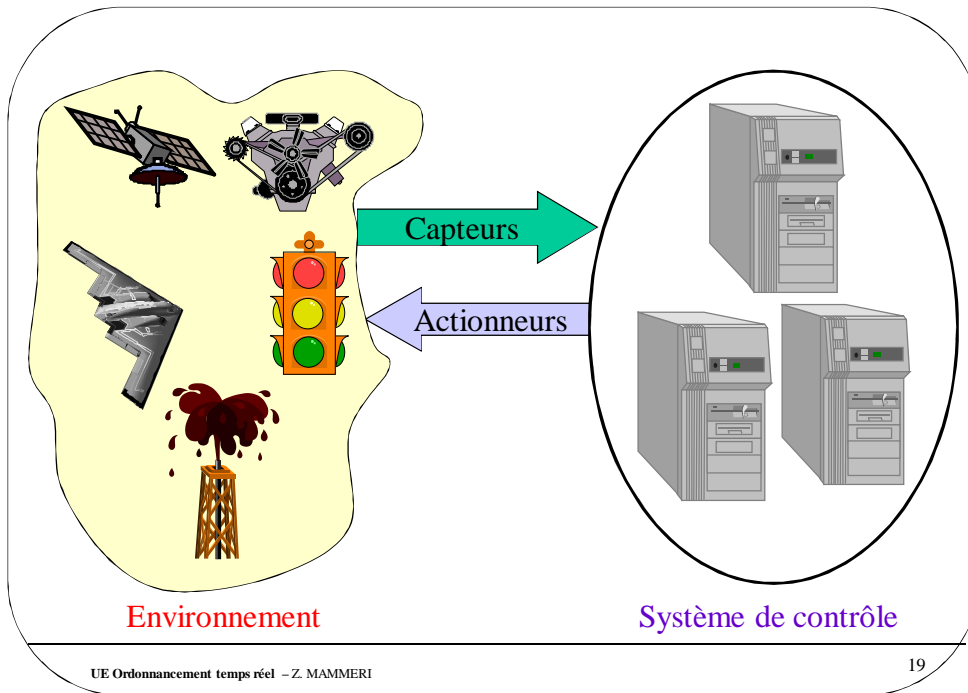 Capteurs
Actionneurs
Environnement
Système de contrôle
UE Ordonnancement temps réel – Z. MAMMERI
19